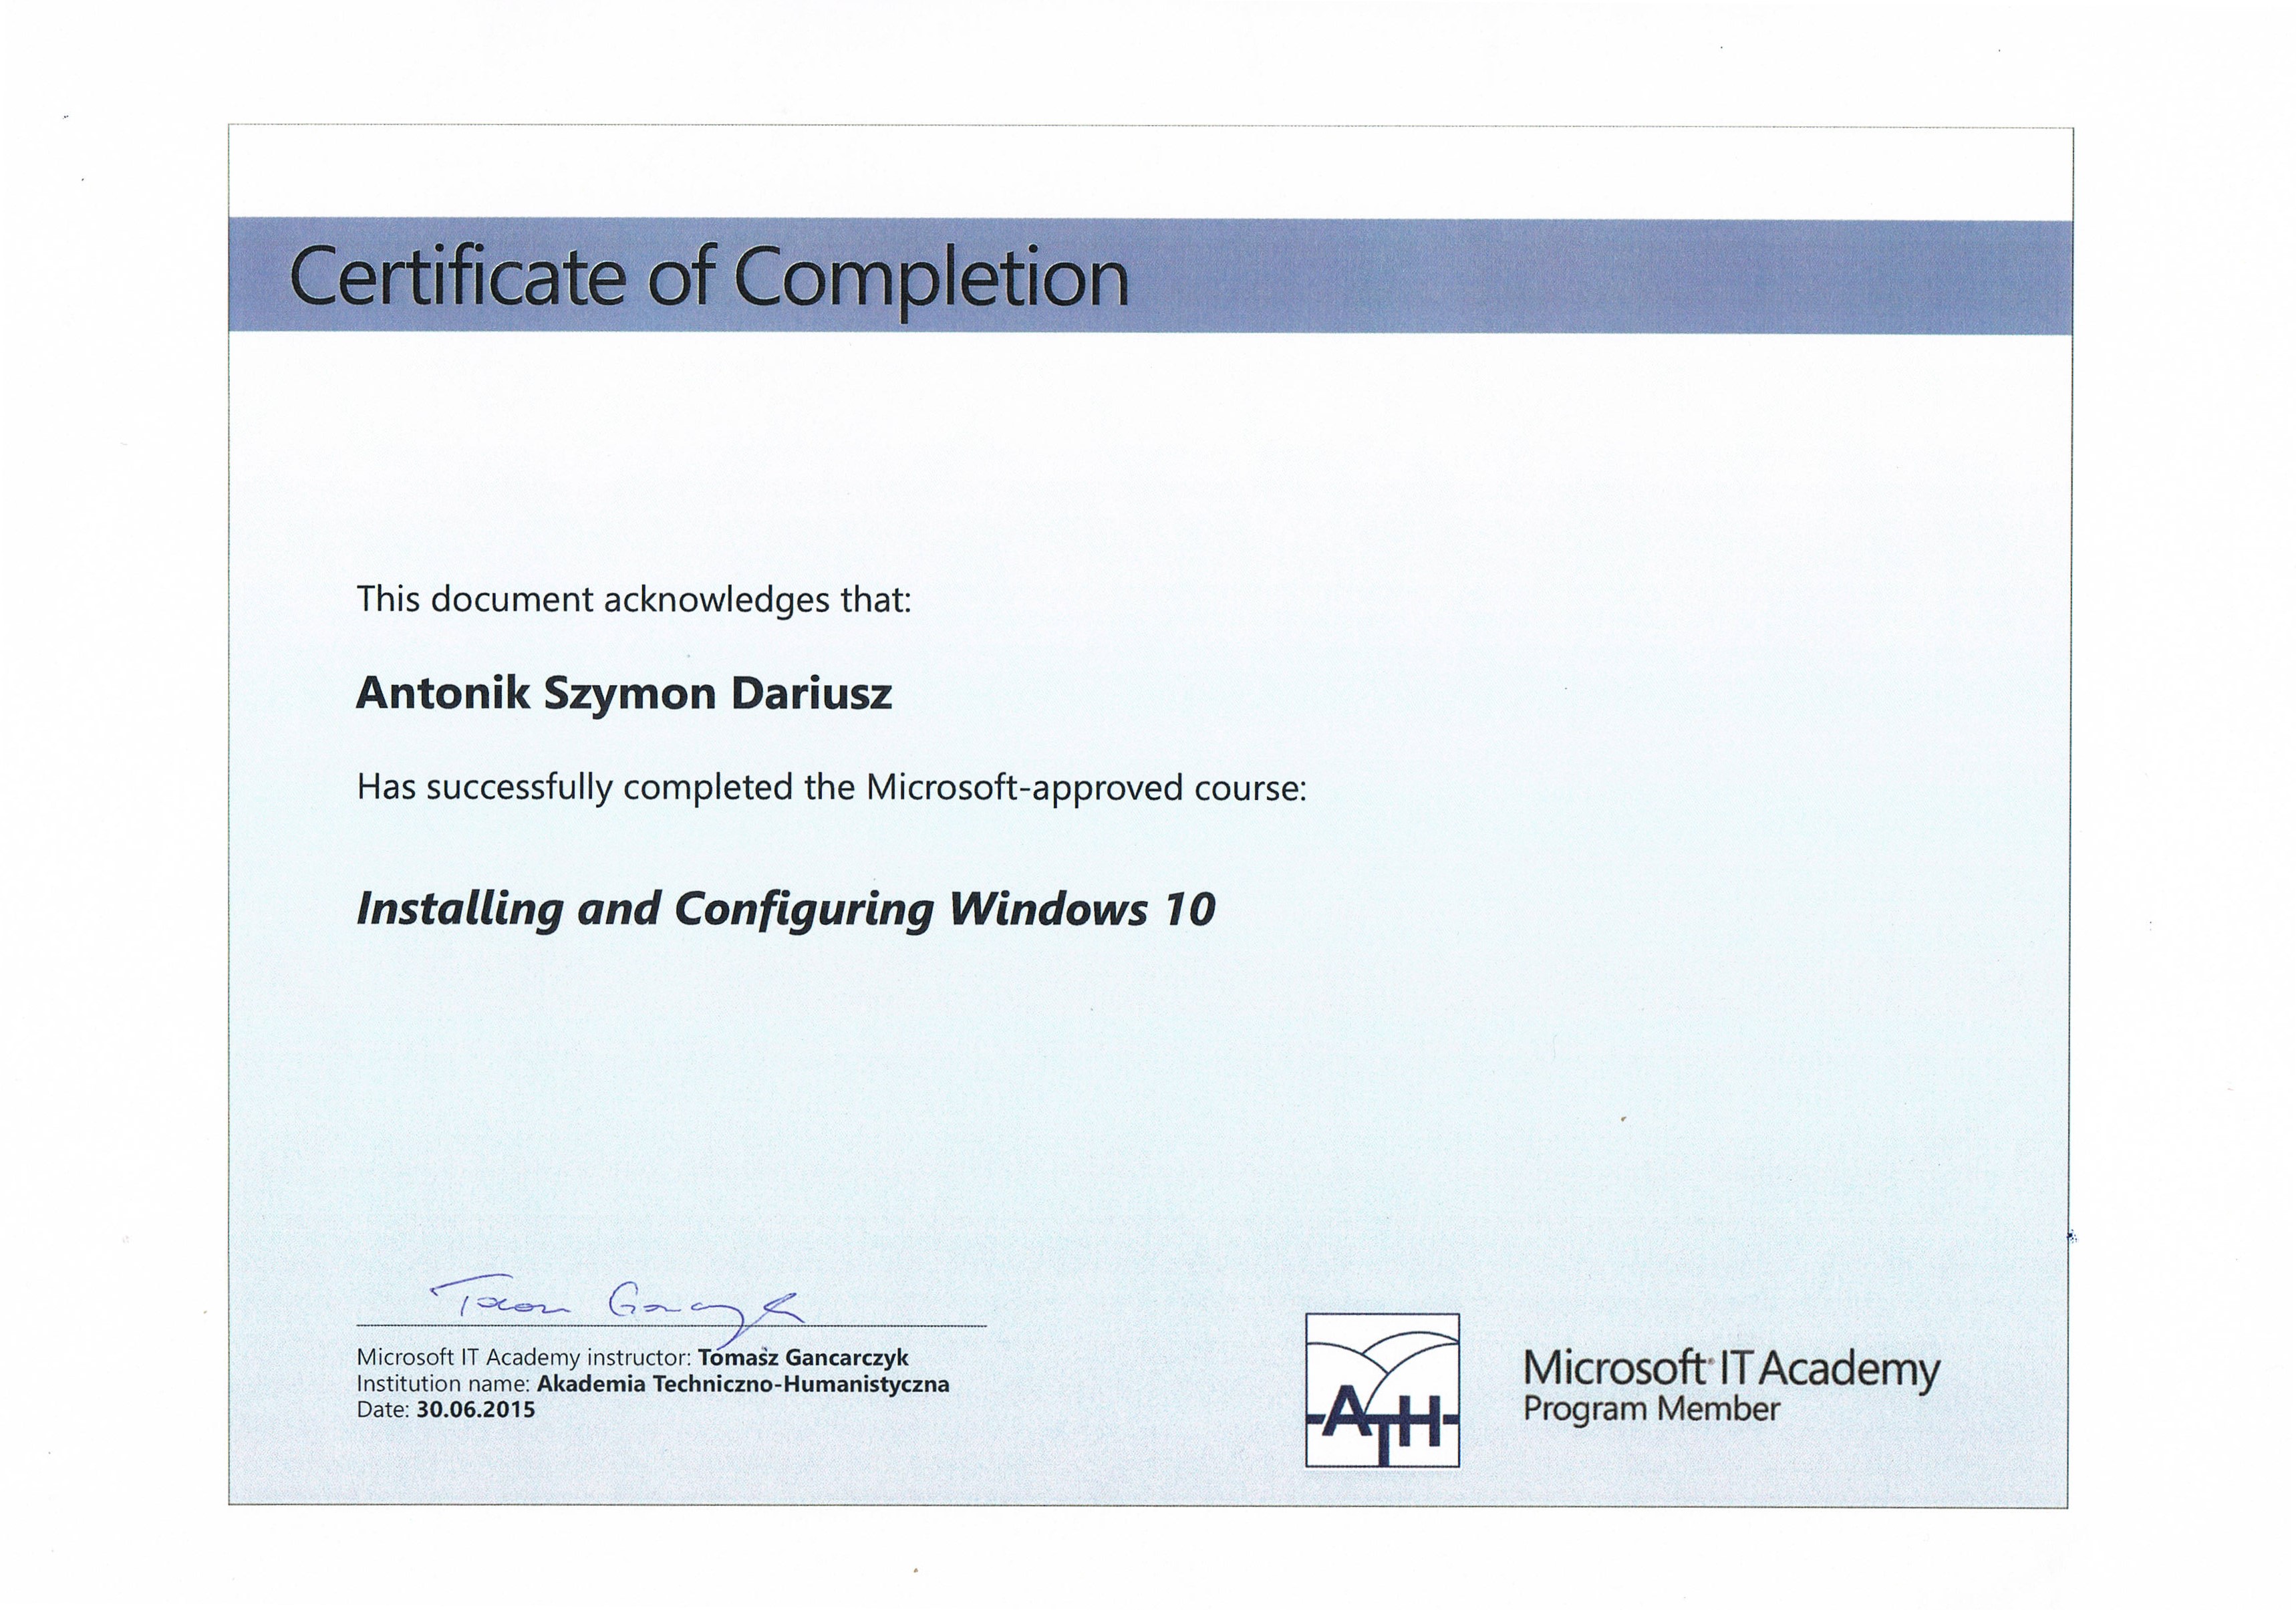 Certificate of Completion
This document acknowledges that:
Antonik Szymon Dariusz
Has successfully completed the Microsoft-approved course:
Installing and Configuring Windows 10
Tomasz Gancarczyk
Microsoft IT Academy instructor: Tomasz Gancarczyk
Institution name: Akademia Techniczno-Humanistyczna
Date: 30.06.2015
ATH
Microsoft® IT Academy
Program Member